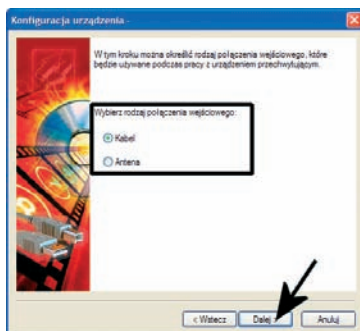 Konfiguracja urządzenia -
W tym kroku można określić rodzaj połączenia wejściowego, które
będzie używane podczas pracy z urządzeniem przechwytującym.
Wybierz rodzaj połączenia wejściowego:
Kabel
Antena
< Wstecz Dalej > Anuluj